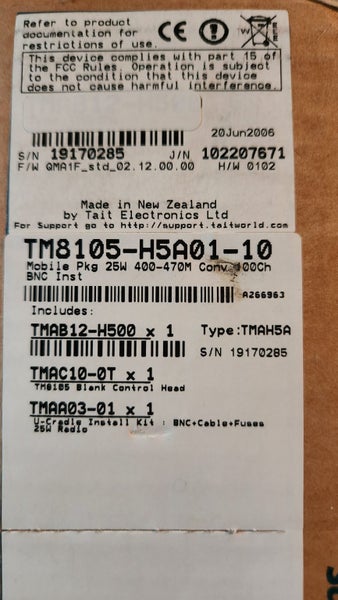 Refer to product
documentation for
restrictions of use.
This device complies with part 15 of
the FCC Rules. Operation is subject
to the condition that this device
does not cause harmful interference.
20Jun2006
S/N 19170285 J/N 102207671
F/W QMA1F_std_02.12.00.00 H/W 0102
Made in New Zealand
by Tait Electronics Ltd
For Support go to http://support.taitworld.com
TM8105-H5A01-10
Mobile Pkg 25W 400-470M Conv 100Ch
BNC Inst
A266963
Includes:
TMAB12-H500 x 1 Type:TMAH5A
S/N 19170285
TMAC10-0T x 1
TM8105 Blank Control Head
TMAA03-01 x 1
U-Cradle Install Kit : BNC+Cable+Fuses
25W Radio